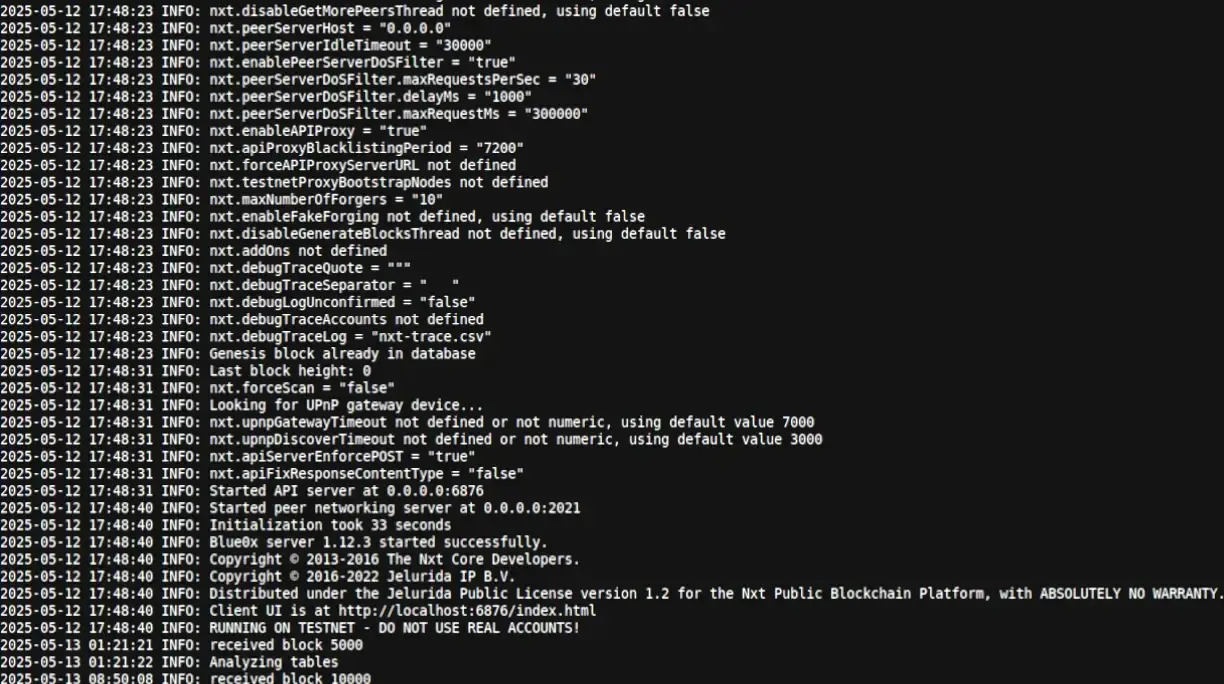 2025-05-12 17:48:23 INFO: nxt.disableGetMorePeersThread not defined, using default false
2025-05-12 17:48:23 INFO: nxt.peerServerHost = "0.0.0.0"
2025-05-12 17:48:23 INFO: nxt.peerServerIdleTimeout = "30000"
2025-05-12 17:48:23 INFO: nxt.enablePeerServerDoSFilter = "true"
2025-05-12 17:48:23 INFO: nxt.peerServerDoSFilter.maxRequestsPerSec = "30"
2025-05-12 17:48:23 INFO: nxt.peerServerDoSFilter.delayMs = "1000"
2025-05-12 17:48:23 INFO: nxt.peerServerDoSFilter.maxRequestMs = "300000"
2025-05-12 17:48:23 INFO: nxt.enableAPIProxy = "true"
2025-05-12 17:48:23 INFO: nxt.apiProxyBlacklistingPeriod = "7200"
2025-05-12 17:48:23 INFO: nxt.forceAPIProxyServerURL not defined
2025-05-12 17:48:23 INFO: nxt.testnetProxyBootstrapNodes not defined
2025-05-12 17:48:23 INFO: nxt.maxNumberOfForgers = "10"
2025-05-12 17:48:23 INFO: nxt.enableFakeForging not defined, using default false
2025-05-12 17:48:23 INFO: nxt.disableGenerateBlocksThread not defined, using default false
2025-05-12 17:48:23 INFO: nxt.addOns not defined
2025-05-12 17:48:23 INFO: nxt.debugTraceQuote = """
2025-05-12 17:48:23 INFO: nxt.debugTraceSeparator = "   "
2025-05-12 17:48:23 INFO: nxt.debugLogUnconfirmed = "false"
2025-05-12 17:48:23 INFO: nxt.debugTraceAccounts not defined
2025-05-12 17:48:23 INFO: nxt.debugTraceLog = "nxt-trace.csv"
2025-05-12 17:48:23 INFO: Genesis block already in database
2025-05-12 17:48:31 INFO: Last block height: 0
2025-05-12 17:48:31 INFO: nxt.forceScan = "false"
2025-05-12 17:48:31 INFO: Looking for UPnP gateway device...
2025-05-12 17:48:31 INFO: nxt.upnpGatewayTimeout not defined or not numeric, using default value 7000
2025-05-12 17:48:31 INFO: nxt.upnpDiscoverTimeout not defined or not numeric, using default value 3000
2025-05-12 17:48:31 INFO: nxt.apiServerEnforcePOST = "true"
2025-05-12 17:48:31 INFO: nxt.apiFixResponseContentType = "false"
2025-05-12 17:48:31 INFO: Started API server at 0.0.0.0:6876
2025-05-12 17:48:40 INFO: Started peer networking server at 0.0.0.0:2021
2025-05-12 17:48:40 INFO: Initialization took 33 seconds
2025-05-12 17:48:40 INFO: Blue0x server 1.12.3 started successfully.
2025-05-12 17:48:40 INFO: Copyright © 2013-2016 The Nxt Core Developers.
2025-05-12 17:48:40 INFO: Copyright © 2016-2022 Jelurida IP B.V.
2025-05-12 17:48:40 INFO: Distributed under the Jelurida Public License version 1.2 for the Nxt Public Blockchain Platform, with ABSOLUTELY NO WARRANTY.
2025-05-12 17:48:40 INFO: Client UI is at http://localhost:6876/index.html
2025-05-12 17:48:40 INFO: RUNNING ON TESTNET - DO NOT USE REAL ACCOUNTS!
2025-05-13 01:21:21 INFO: received block 5000
2025-05-13 01:21:22 INFO: Analyzing tables
2025-05-13 08:50:08 INFO: received block 10000